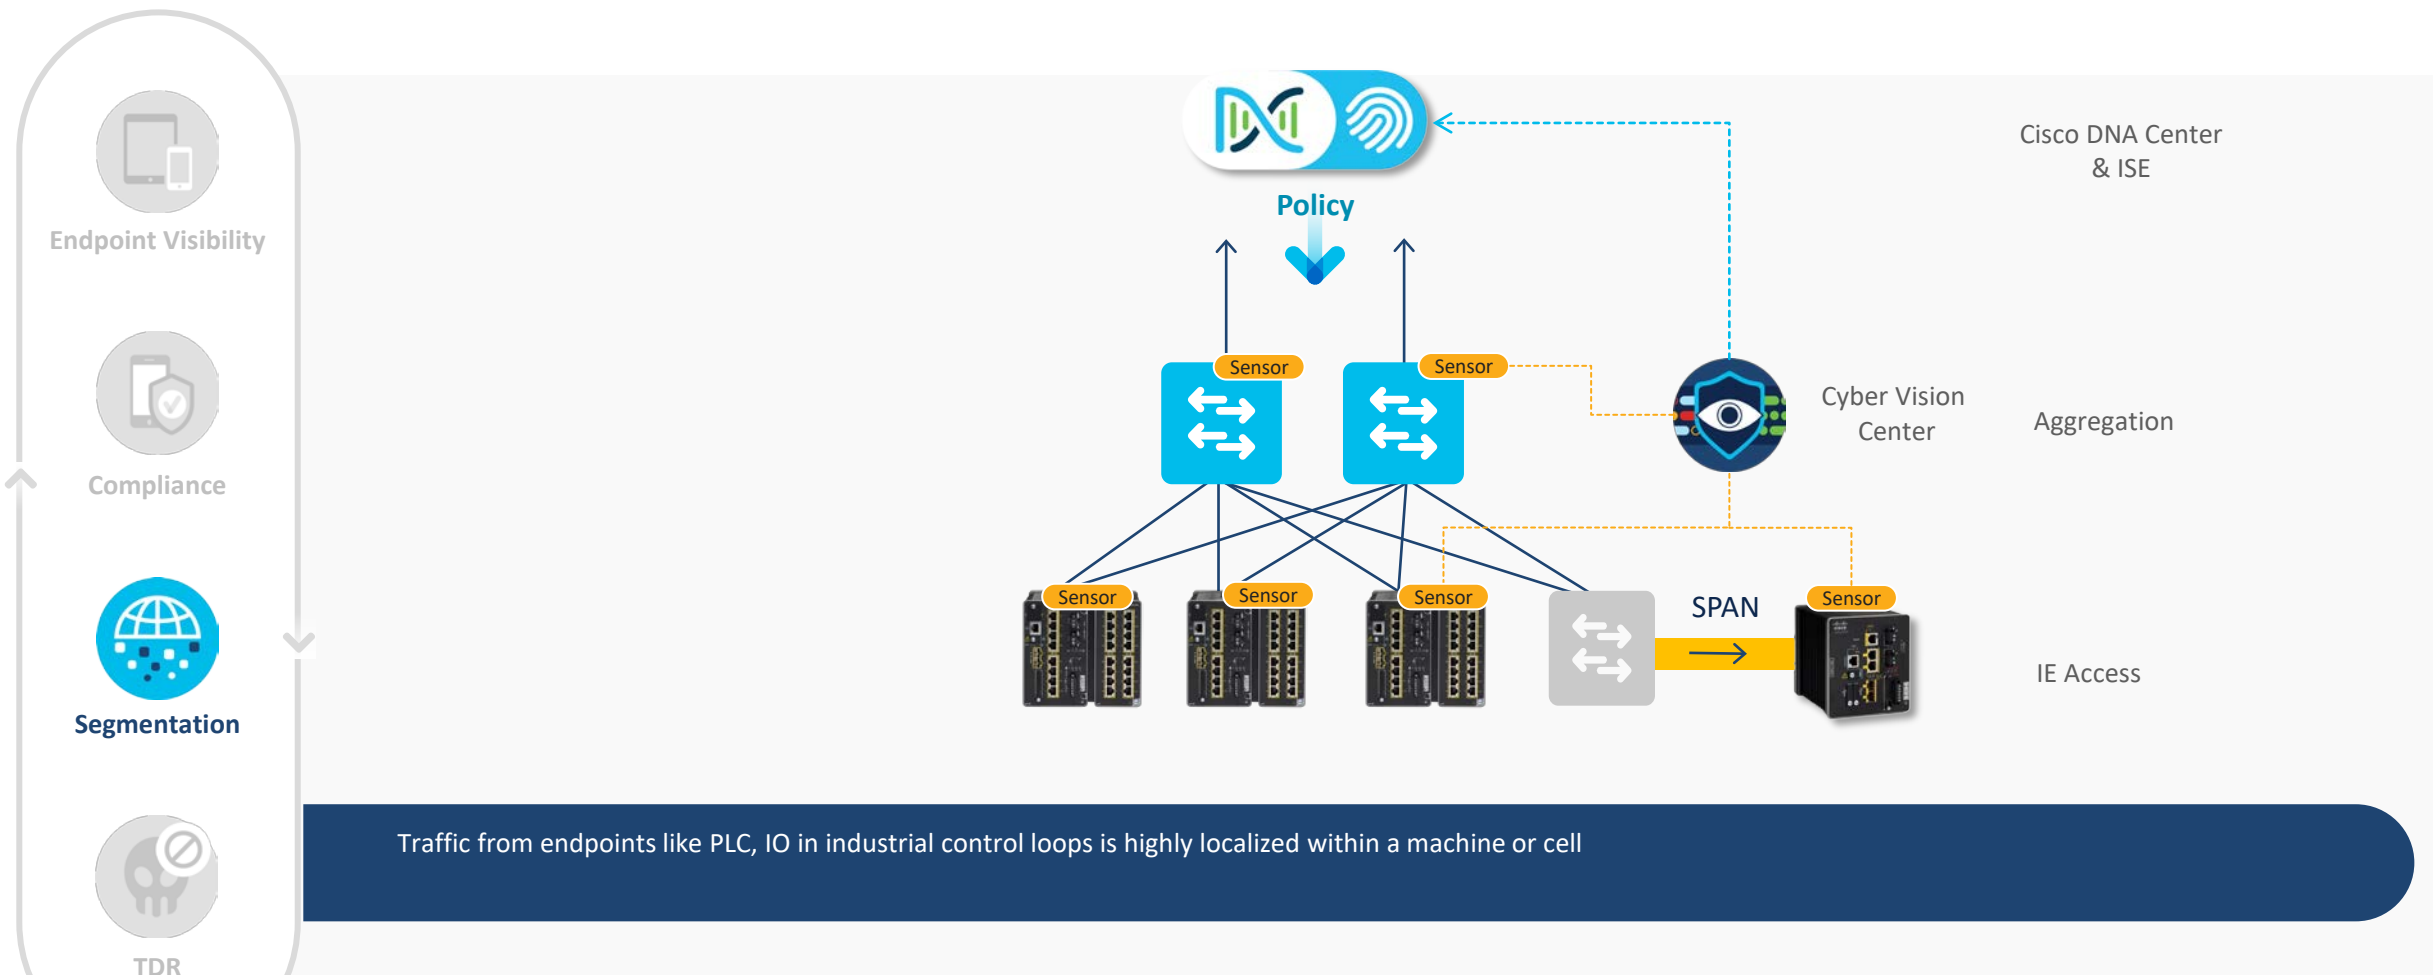 Endpoint Visibility
Compliance
Segmentation
TDR
Policy
Cisco DNA Center
& ISE
Sensor
Sensor
Cyber Vision
Center
Aggregation
Sensor
Sensor
Sensor
SPAN
Sensor
IE Access
Traffic from endpoints like PLC, IO in industrial control loops is highly localized within a machine or cell